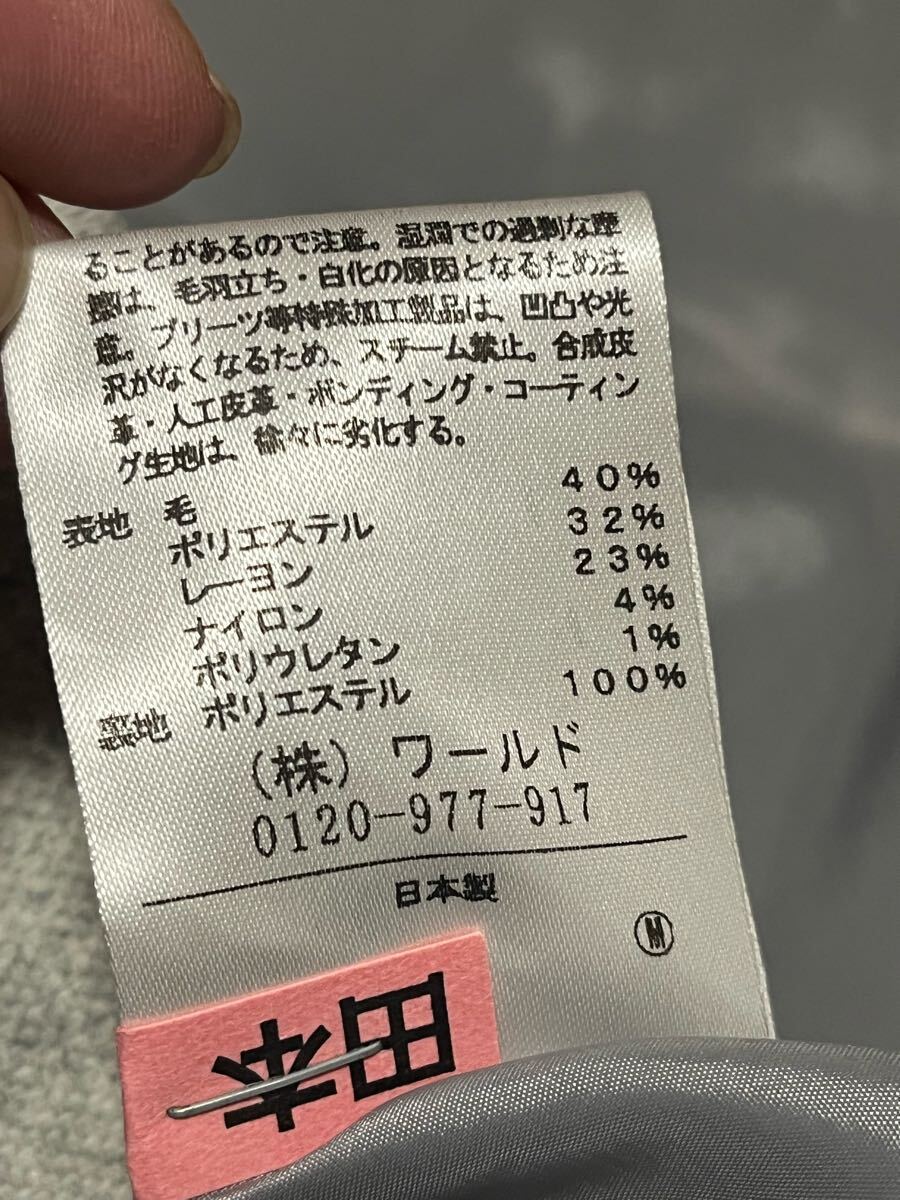 ることがあるので注意。湿潤での過剰な摩
擦は、毛羽立ち・白化の原因となるため注
意。プリーツ等特殊加工製品は、凹凸や光
沢がなくなるため、スチーム禁止。合成皮
革・人工皮革・ボンディング・コーティン
グ生地は、徐々に劣化する。
表地 毛 40%
ポリエステル 32%
レーヨン 23%
ナイロン 4%
ポリウレタン 1%
裏地 ポリエステル 100%
(株) ワールド
0120-977-917
日本製
M
本田